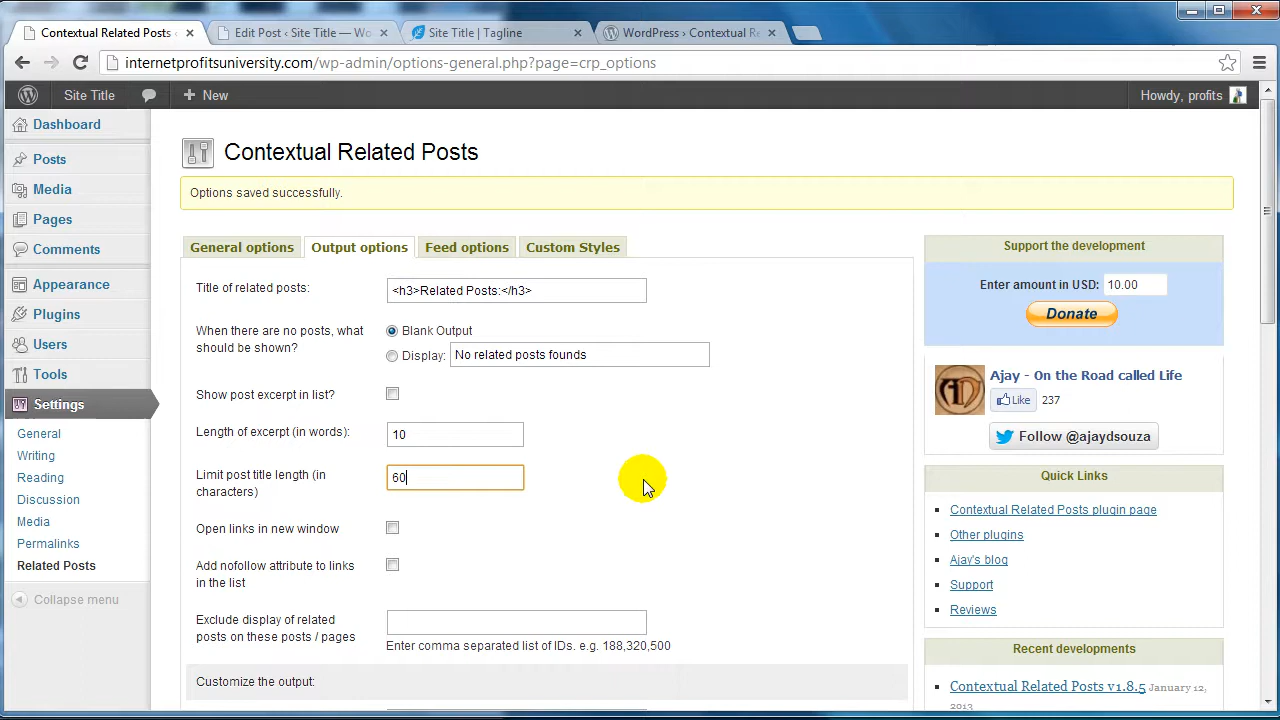 Contextual Related Posts ‹
Edit Post ‹ Site Title — Wo
Site Title | Tagline
WordPress › Contextual Re
internetprofitsuniversity.com/wp-admin/options-general.php?page=crp_options
Site Title
New
Howdy, profits
Dashboard
Posts
Media
Pages
Comments
Appearance
Plugins
Users
Tools
Settings
General
Writing
Reading
Discussion
Media
Permalinks
Related Posts
Collapse menu
Contextual Related Posts
Options saved successfully.
General options
Output options
Feed options
Custom Styles
Title of related posts:
<h3>Related Posts:</h3>
When there are no posts, what
should be shown?
Blank Output
Display:
No related posts founds
Show post excerpt in list?
Length of excerpt (in words):
10
Limit post title length (in
characters)
60
Open links in new window
Add nofollow attribute to links
in the list
Exclude display of related
posts on these posts / pages
Enter comma separated list of IDs. e.g. 188,320,500
Customize the output:
Support the development
Enter amount in USD:
10.00
Donate
Ajay - On the Road called Life
Like
237
Follow @ajaydsouza
Quick Links
Contextual Related Posts plugin page
Other plugins
Ajay's blog
Support
Reviews
Recent developments
Contextual Related Posts v1.8.5 January 12,
2013